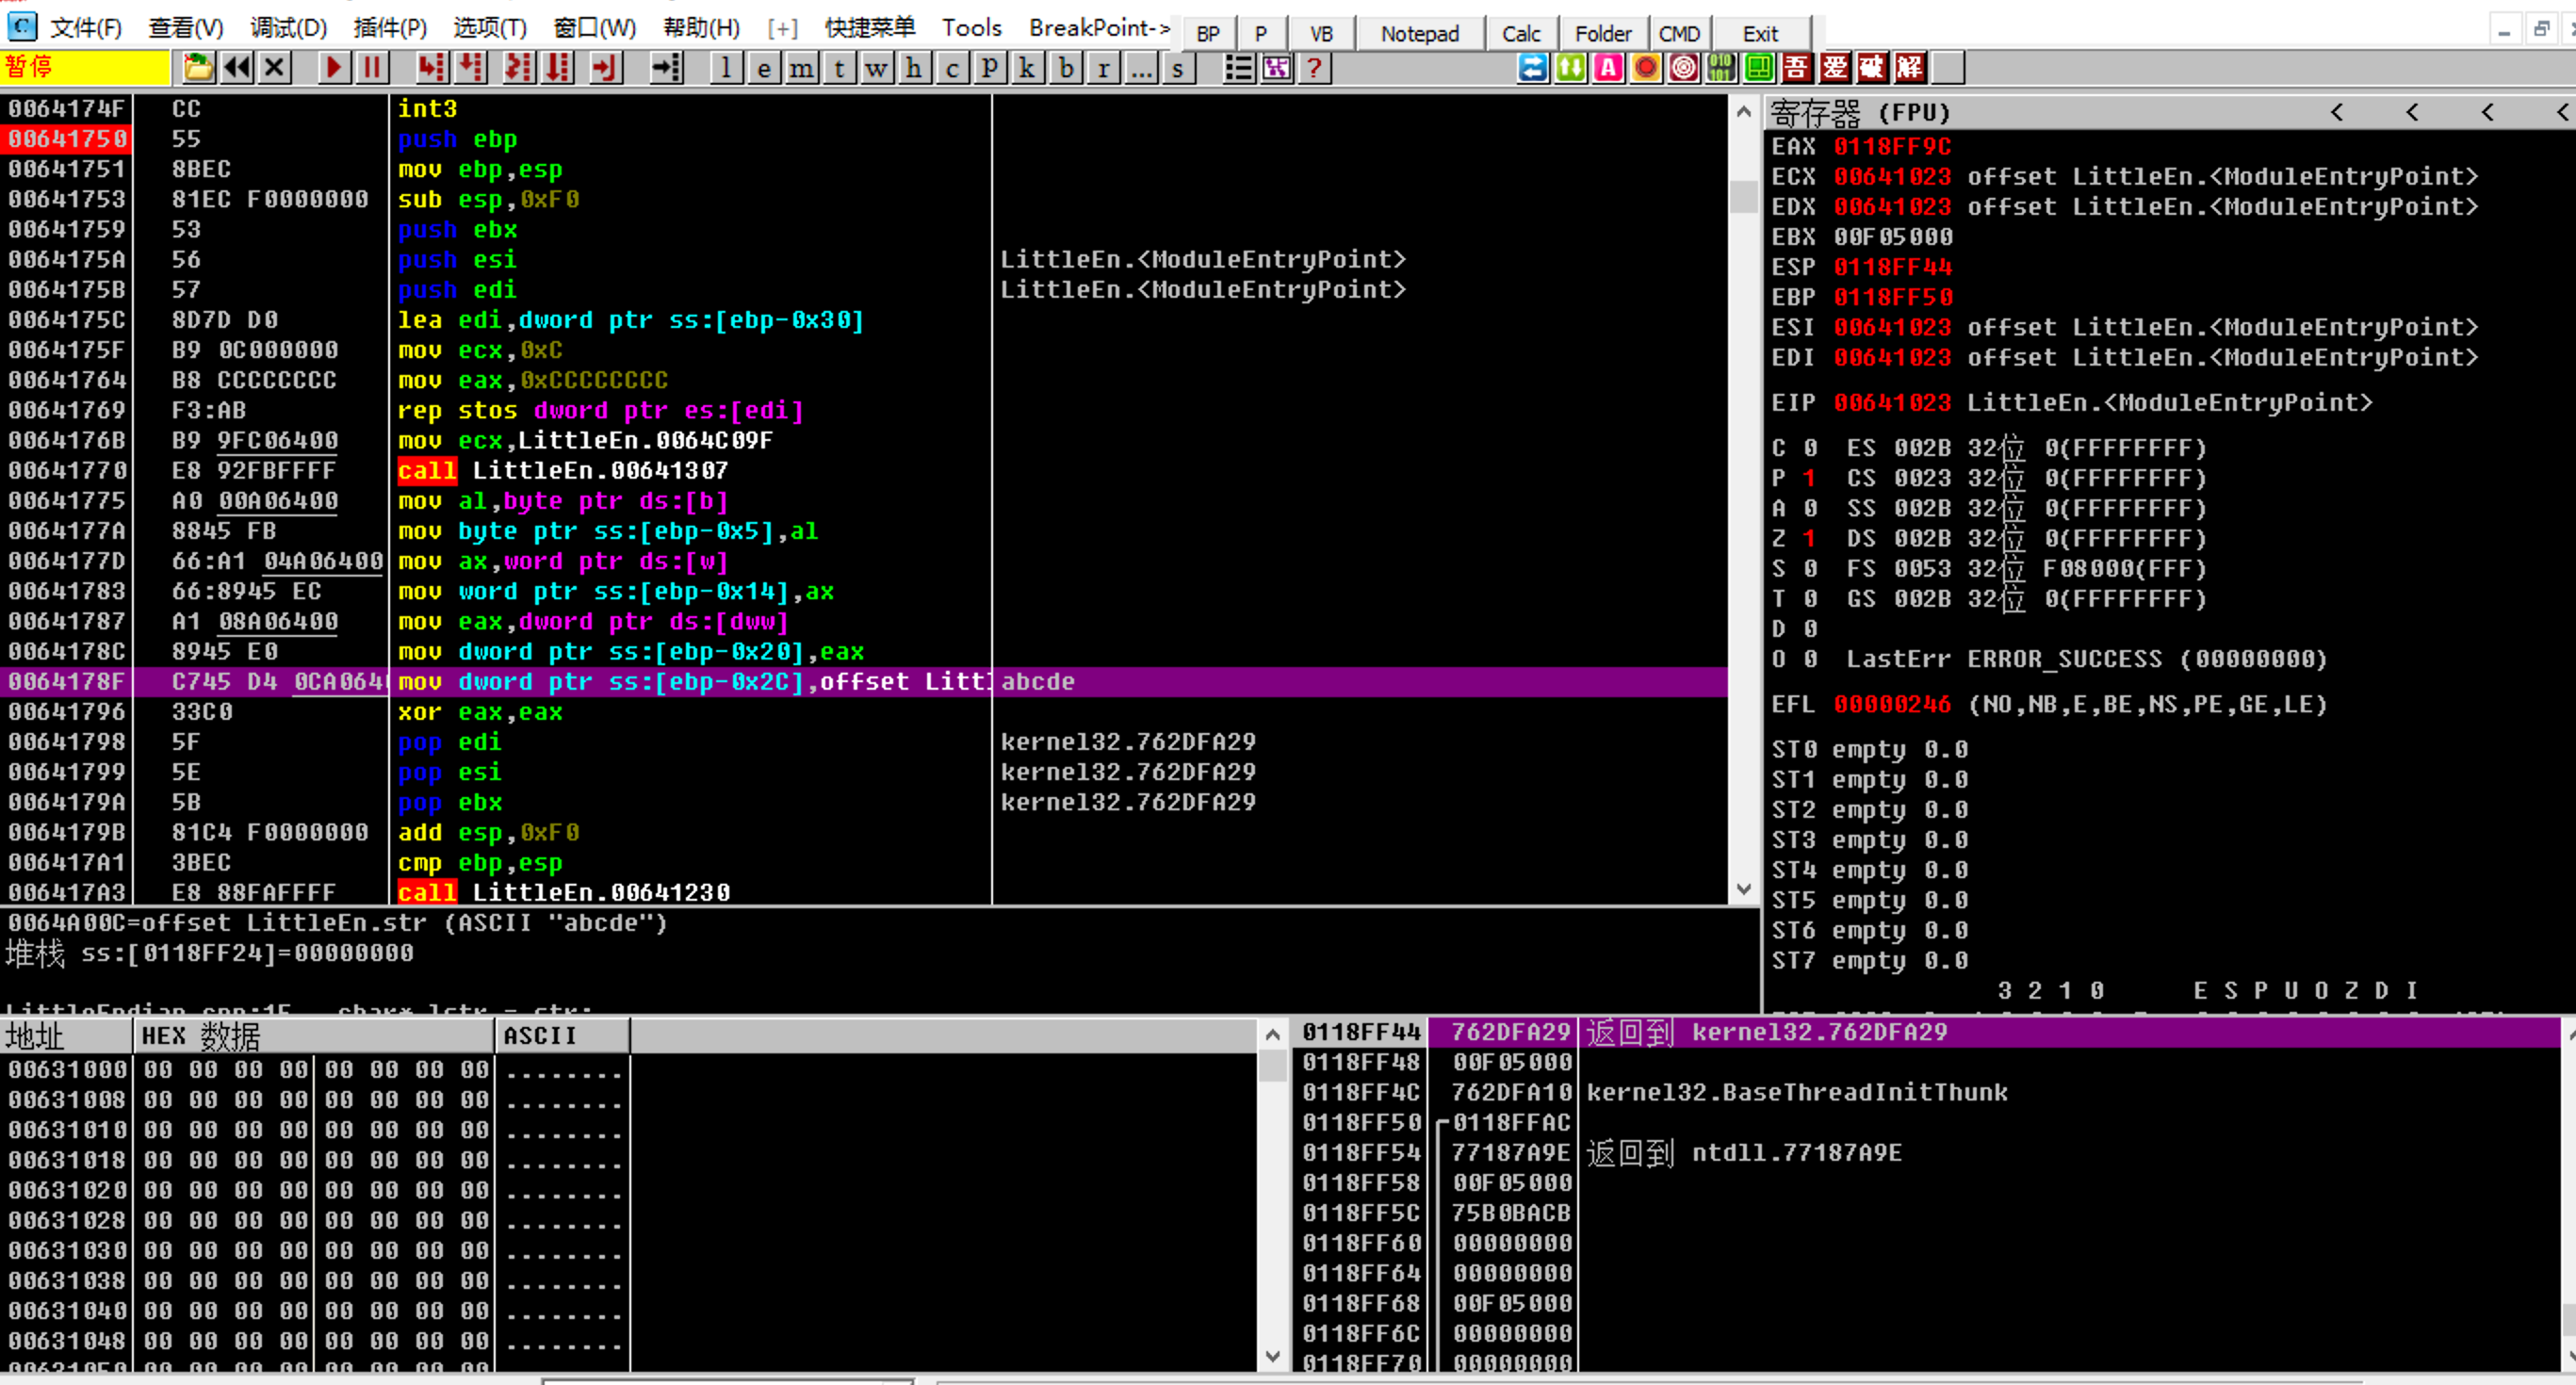 文件(F) 查看(V) 调试(D) 插件(P) 选项(T) 窗口(W) 帮助(H) [+] 快捷菜单 Tools BreakPoint-> BP P VB Notepad Calc Folder CMD Exit
暂停 l e m t w h c P k b r ... s ? A 010 101 吾 爱 破 解
0064174F CC int3
00641750 55 push ebp
00641751 8BEC mov ebp,esp
00641753 81EC F0000000 sub esp,0xF0
00641759 53 push ebx
0064175A 56 push esi LittleEn.<ModuleEntryPoint>
0064175B 57 push edi LittleEn.<ModuleEntryPoint>
0064175C 8D7D D0 lea edi,dword ptr ss:[ebp-0x30]
0064175F B9 0C000000 mov ecx,0xC
00641764 B8 CCCCCCCC mov eax,0xCCCCCCCC
00641769 F3:AB rep stos dword ptr es:[edi]
0064176B B9 9FC06400 mov ecx,LittleEn.0064C09F
00641770 E8 92FBFFFF call LittleEn.00641307
00641775 A0 00A06400 mov al,byte ptr ds:[b]
0064177A 8845 FB mov byte ptr ss:[ebp-0x5],al
0064177D 66:A1 04A06400 mov ax,word ptr ds:[w]
00641783 66:8945 EC mov word ptr ss:[ebp-0x14],ax
00641787 A1 08A06400 mov eax,dword ptr ds:[dww]
0064178C 8945 E0 mov dword ptr ss:[ebp-0x20],eax
0064178F C745 D4 0CA064 mov dword ptr ss:[ebp-0x2C],offset Littl abcde
00641796 33C0 xor eax,eax
00641798 5F pop edi kernel32.762DFA29
00641799 5E pop esi kernel32.762DFA29
0064179A 5B pop ebx kernel32.762DFA29
0064179B 81C4 F0000000 add esp,0xF0
006417A1 3BEC cmp ebp,esp
006417A3 E8 88FAFFFF call LittleEn.00641230
0064A00C=offset LittleEn.str (ASCII "abcde")
堆栈 ss:[0118FF24]=00000000
LittleEndian.cpp:15. char* lstr = str;
寄存器 (FPU) < < < <
EAX 0118FF9C
ECX 00641023 offset LittleEn.<ModuleEntryPoint>
EDX 00641023 offset LittleEn.<ModuleEntryPoint>
EBX 00F05000
ESP 0118FF44
EBP 0118FF50
ESI 00641023 offset LittleEn.<ModuleEntryPoint>
EDI 00641023 offset LittleEn.<ModuleEntryPoint>
EIP 00641023 LittleEn.<ModuleEntryPoint>
C 0 ES 002B 32位 0(FFFFFFFF)
P 1 CS 0023 32位 0(FFFFFFFF)
A 0 SS 002B 32位 0(FFFFFFFF)
Z 1 DS 002B 32位 0(FFFFFFFF)
S 0 FS 0053 32位 F08000(FFF)
T 0 GS 002B 32位 0(FFFFFFFF)
D 0
O 0 LastErr ERROR_SUCCESS (00000000)
EFL 00000246 (NO,NB,E,BE,NS,PE,GE,LE)
ST0 empty 0.0
ST1 empty 0.0
ST2 empty 0.0
ST3 empty 0.0
ST4 empty 0.0
ST5 empty 0.0
ST6 empty 0.0
ST7 empty 0.0
3 2 1 0 E S P U O Z D I
地址 HEX 数据 ASCII
00631000 00 00 00 00 00 00 00 00 ........
00631008 00 00 00 00 00 00 00 00 ........
00631010 00 00 00 00 00 00 00 00 ........
00631018 00 00 00 00 00 00 00 00 ........
00631020 00 00 00 00 00 00 00 00 ........
00631028 00 00 00 00 00 00 00 00 ........
00631030 00 00 00 00 00 00 00 00 ........
00631038 00 00 00 00 00 00 00 00 ........
00631040 00 00 00 00 00 00 00 00 ........
00631048 00 00 00 00 00 00 00 00 ........
00631050 00 00 00 00 00 00 00 00
0118FF44 762DFA29 返回到 kernel32.762DFA29
0118FF48 00F05000
0118FF4C 762DFA10 kernel32.BaseThreadInitThunk
0118FF50 0118FFAC
0118FF54 77187A9E 返回到 ntdll.77187A9E
0118FF58 00F05000
0118FF5C 75B0BACB
0118FF60 00000000
0118FF64 00000000
0118FF68 00F05000
0118FF6C 00000000
0118FF70 00000000